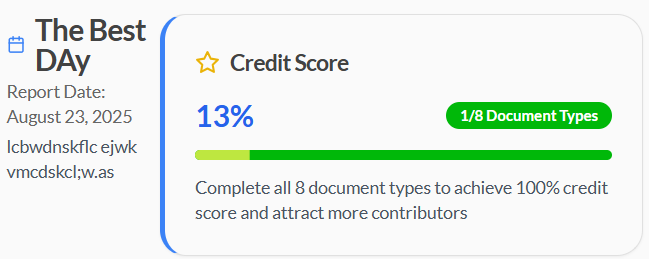 The Best
DAy
Report Date:
August 23, 2025
lcbwdnskflc ejwk
vmcdskcl;w.as
Credit Score
13%
1/8 Document Types
Complete all 8 document types to achieve 100% credit
score and attract more contributors